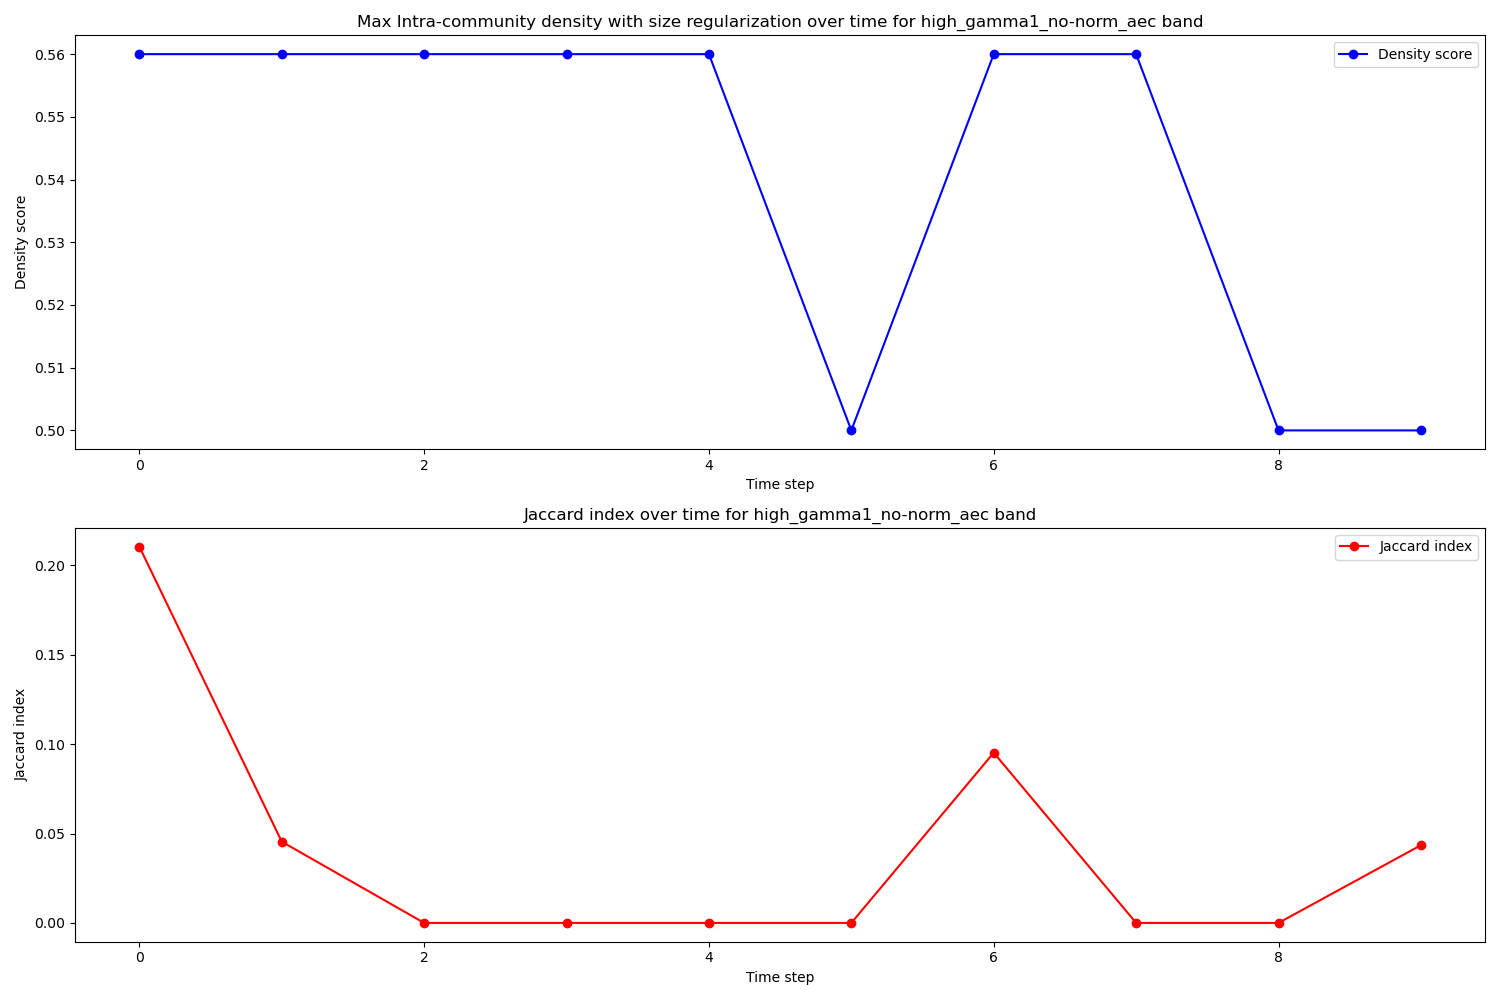 Max Intra-community density with size regularization over time for high_gamma1_no-norm_aec band
Density score
0.56
0.55
0.54
0.53
0.52
0.51
0.50
Density score
0 2 4 6 8
Time step
Jaccard index over time for high_gamma1_no-norm_aec band
Jaccard index
0.20
0.15
0.10
0.05
0.00
Jaccard index
0 2 4 6 8
Time step